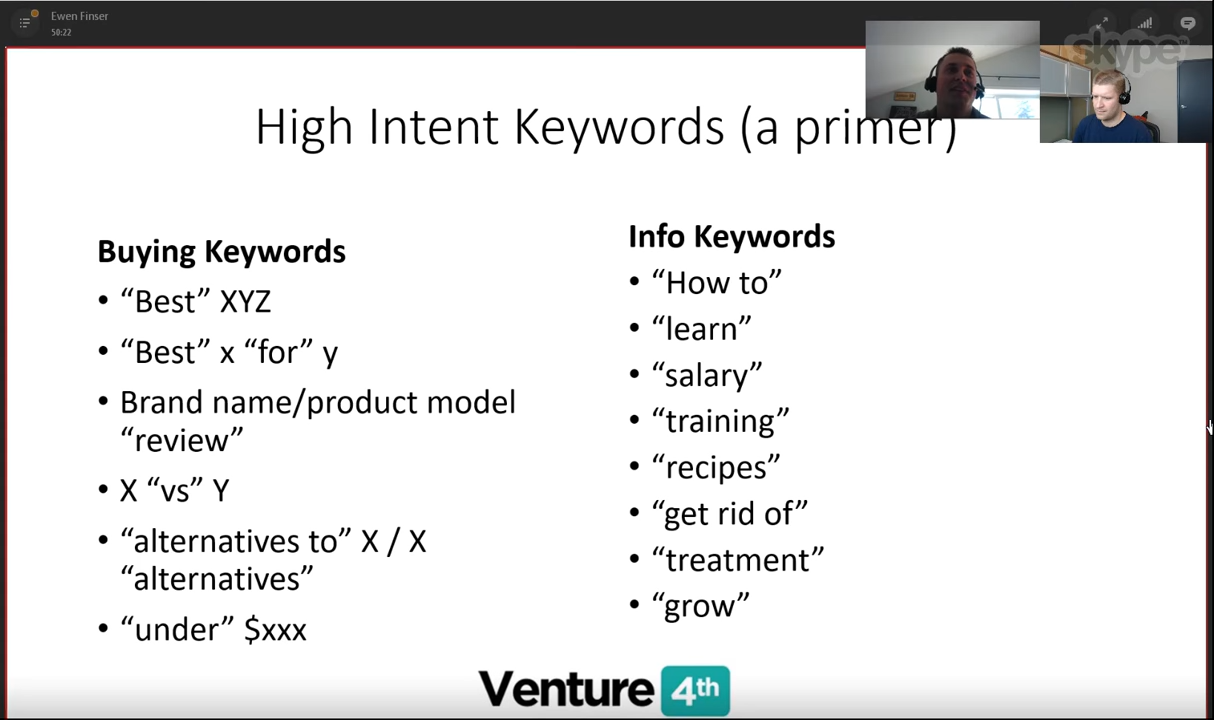 Ewen Finser
50:22
skype™
High Intent Keywords (a primer)
Buying Keywords
• “Best” XYZ
• “Best” x “for” y
• Brand name/product model
“review”
• X “vs” Y
• “alternatives to” X / X
“alternatives”
• “under” $xxx
Info Keywords
• “How to”
• “learn”
• “salary”
• “training”
• “recipes”
• “get rid of”
• “treatment”
• “grow”
Venture 4th